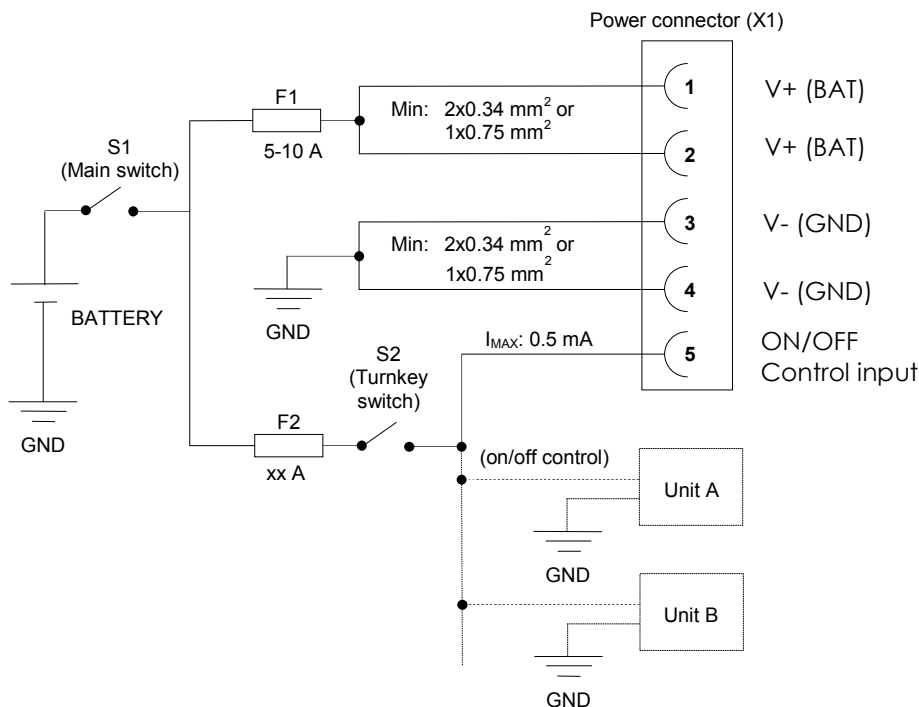 Power connector (X1)
F1
5-10 A
Min: 2x0.34 mm² or
1x0.75 mm²
1
V+ (BAT)
2
V+ (BAT)
S1
(Main switch)
3
V- (GND)
Min: 2x0.34 mm² or
1x0.75 mm²
4
V- (GND)
GND
BATTERY
GND
I_MAX: 0.5 mA
5
ON/OFF
Control input
S2
(Turnkey
switch)
F2
xx A
(on/off control)
Unit A
GND
Unit B
GND